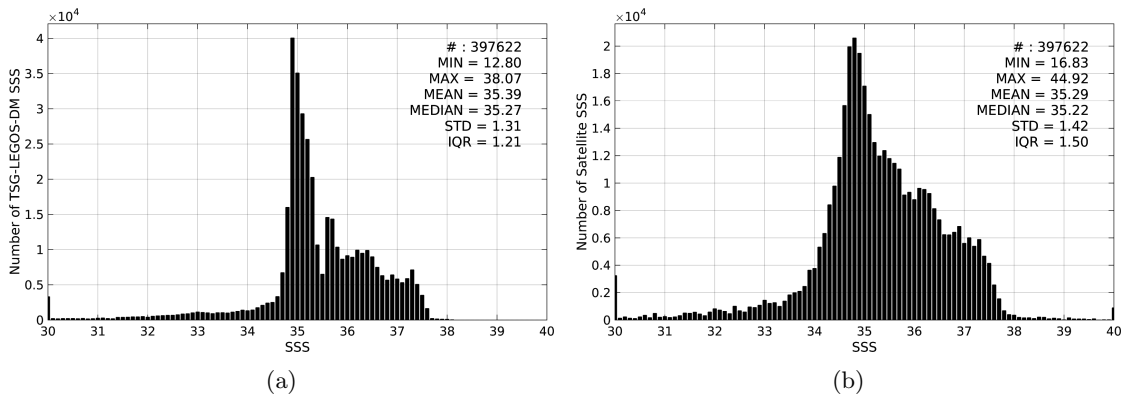 ×10⁴
Number of TSG-LEGOS-DM SSS
4
3.5
3
2.5
2
1.5
1
0.5
0
# : 397622
MIN = 12.80
MAX = 38.07
MEAN = 35.39
MEDIAN = 35.27
STD = 1.31
IQR = 1.21
30 31 32 33 34 35 36 37 38 39 40
SSS
(a)
×10⁴
Number of Satellite SSS
2
1.8
1.6
1.4
1.2
1
0.8
0.6
0.4
0.2
0
# : 397622
MIN = 16.83
MAX = 44.92
MEAN = 35.29
MEDIAN = 35.22
STD = 1.42
IQR = 1.50
30 31 32 33 34 35 36 37 38 39 40
SSS
(b)